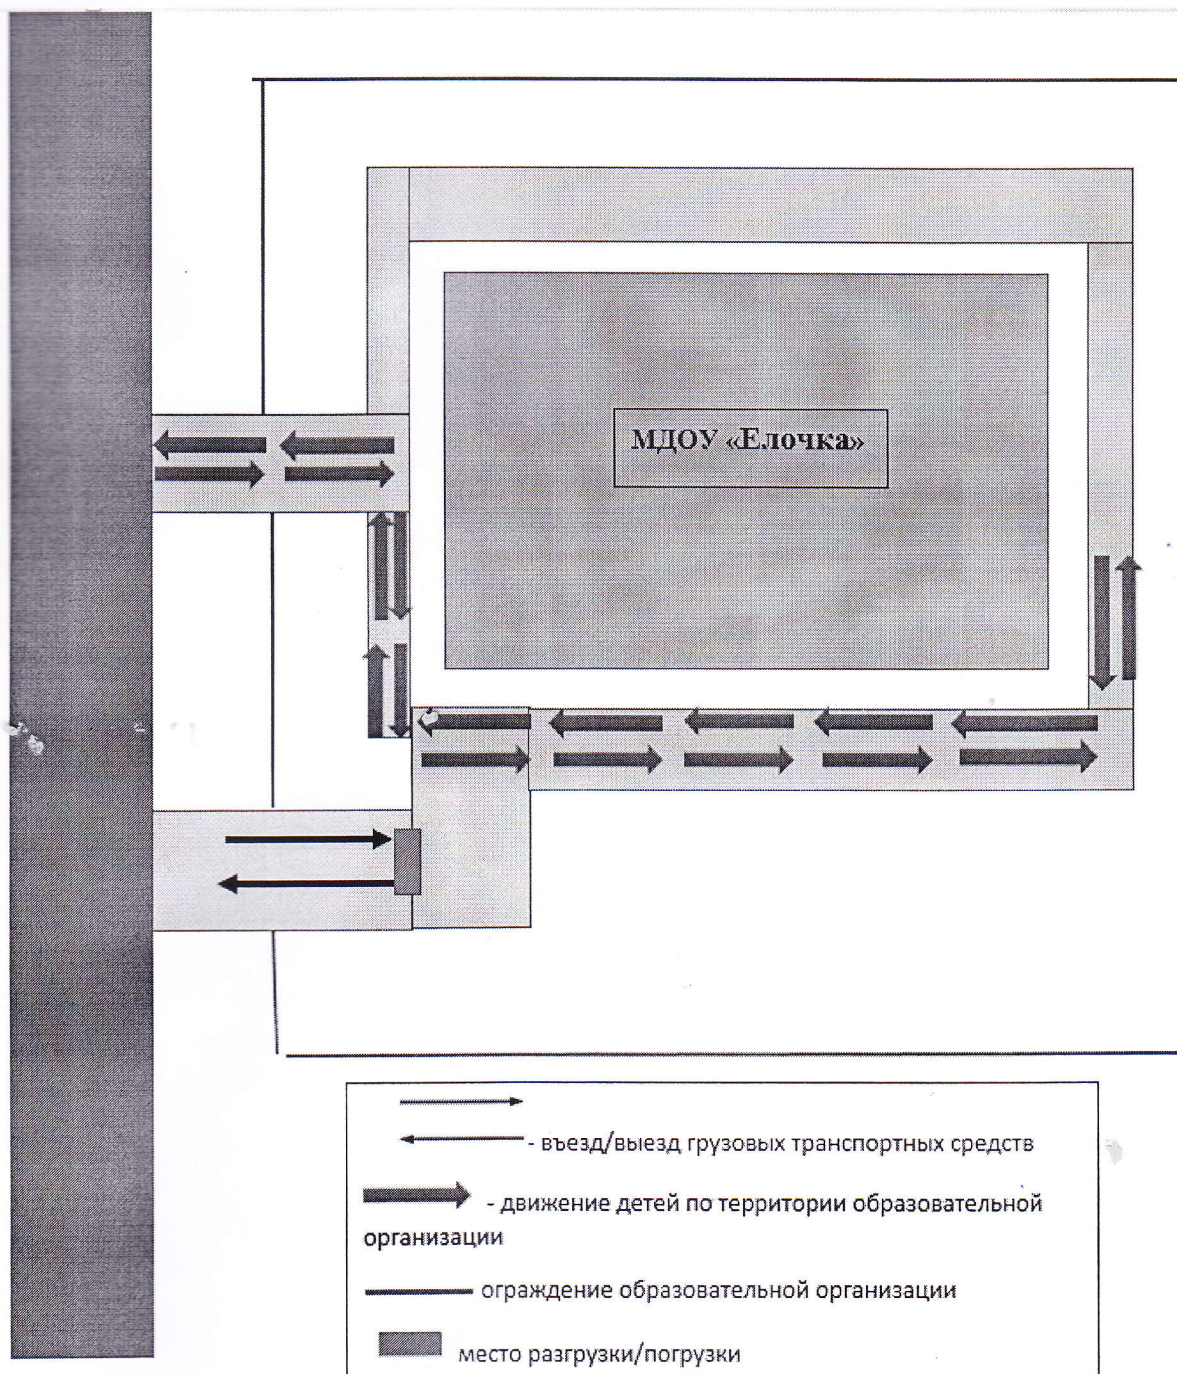 МДОУ «Елочка»
- въезд/выезд грузовых транспортных средств
- движение детей по территории образовательной
организации
ограждение образовательной организации
место разгрузки/погрузки